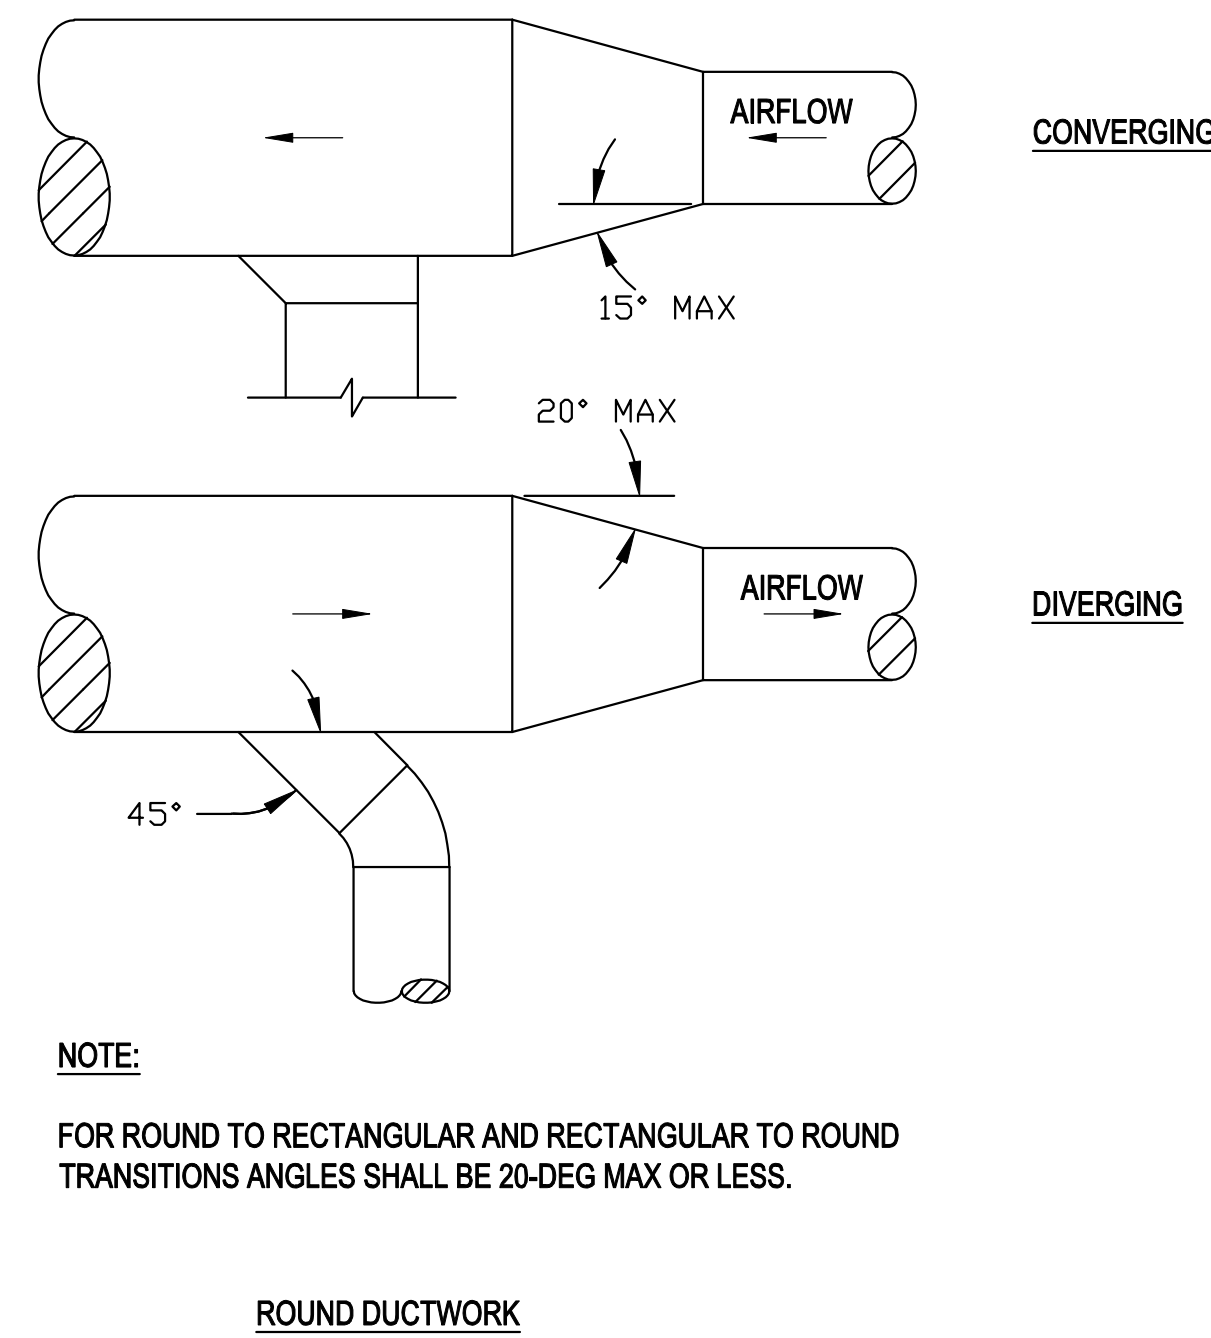 AIRFLOW
CONVERGING
15° MAX
20° MAX
AIRFLOW
DIVERGING
45°
NOTE:
FOR ROUND TO RECTANGULAR AND RECTANGULAR TO ROUND
TRANSITIONS ANGLES SHALL BE 20-DEG MAX OR LESS.
ROUND DUCTWORK